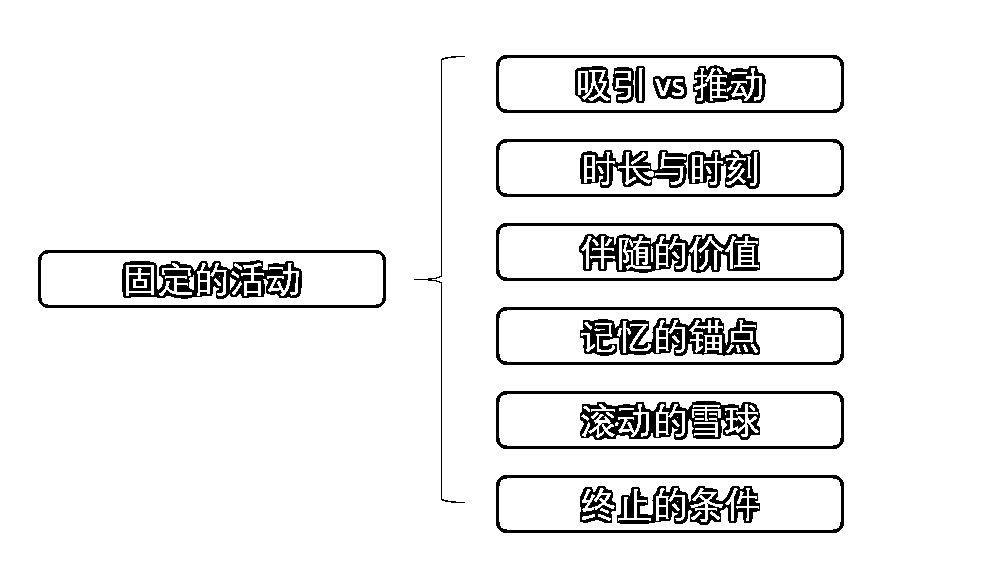 固定的活动
吸引 vs 推动
时长与时刻
伴随的价值
记忆的锚点
滚动的雪球
终止的条件